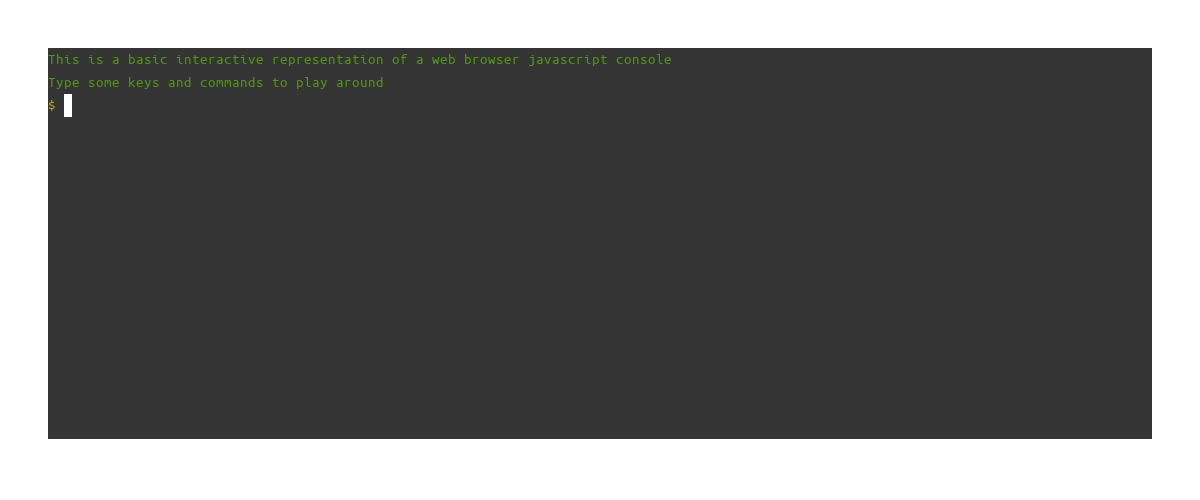 This is a basic interactive representation of a web browser javascript console
Type some keys and commands to play around
$